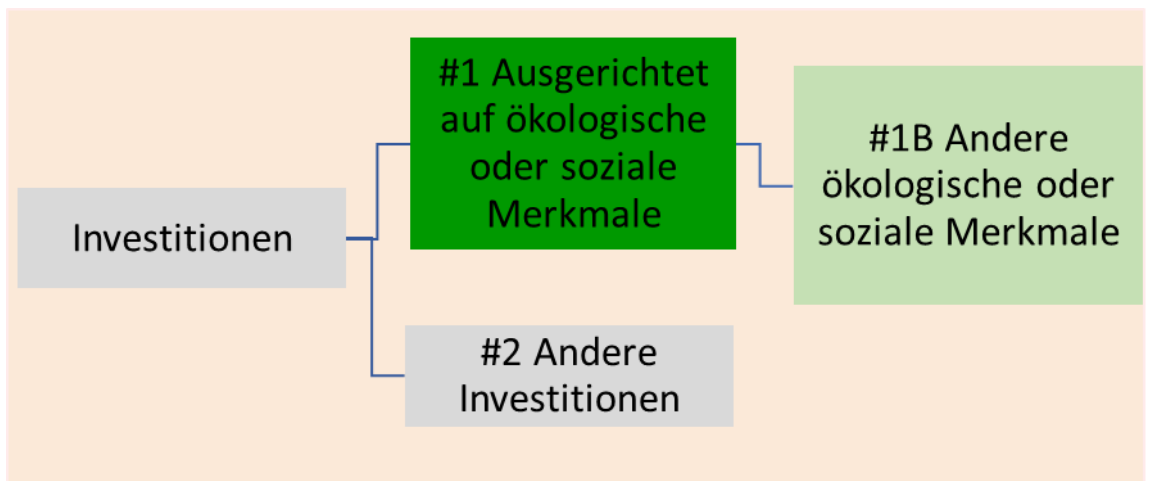 Investitionen
#1 Ausgerichtet
auf ökologische
oder soziale
Merkmale
#2 Andere
Investitionen
#1B Andere
ökologische oder
soziale Merkmale